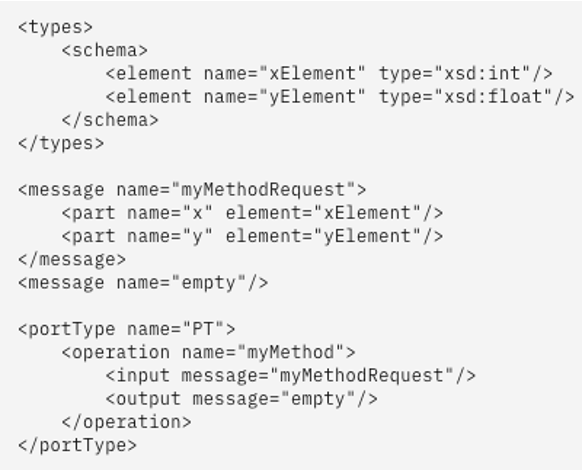 <types>
    <schema>
        <element name="xElement" type="xsd:int"/>
        <element name="yElement" type="xsd:float"/>
    </schema>
</types>

<message name="myMethodRequest">
    <part name="x" element="xElement"/>
    <part name="y" element="yElement"/>
</message>
<message name="empty"/>

<portType name="PT">
    <operation name="myMethod">
        <input message="myMethodRequest"/>
        <output message="empty"/>
    </operation>
</portType>